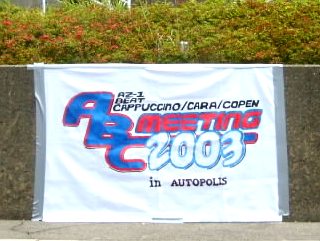 AZ-1
BEAT
CAPPUCCINO/CARA/COPEN
ABC MEETING
2003
in AUTOPOLIS